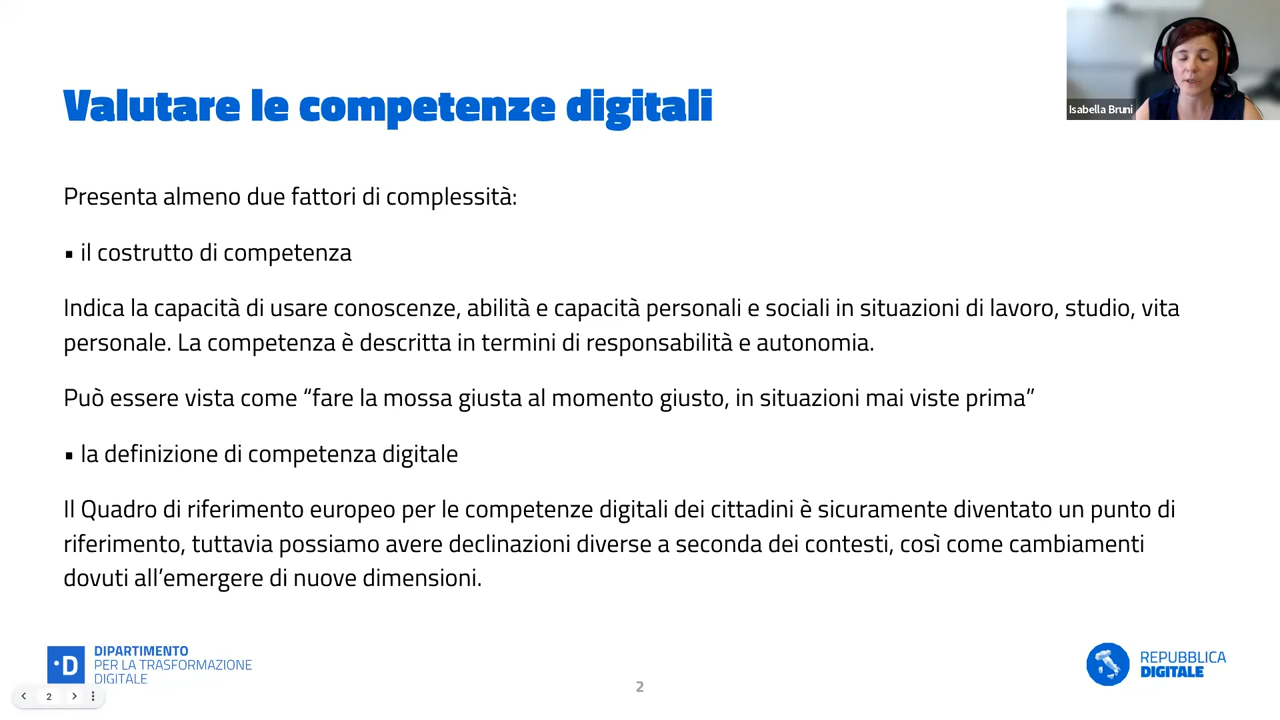 Valutare le competenze digitali
Isabella Bruni
Presenta almeno due fattori di complessità:
▪ il costrutto di competenza
Indica la capacità di usare conoscenze, abilità e capacità personali e sociali in situazioni di lavoro, studio, vita
personale. La competenza è descritta in termini di responsabilità e autonomia.
Può essere vista come “fare la mossa giusta al momento giusto, in situazioni mai viste prima”
▪ la definizione di competenza digitale
Il Quadro di riferimento europeo per le competenze digitali dei cittadini è sicuramente diventato un punto di
riferimento, tuttavia possiamo avere declinazioni diverse a seconda dei contesti, così come cambiamenti
dovuti all’emergere di nuove dimensioni.
·D
DIPARTIMENTO
PER LA TRASFORMAZIONE
DIGITALE
2
2
REPUBBLICA
DIGITALE